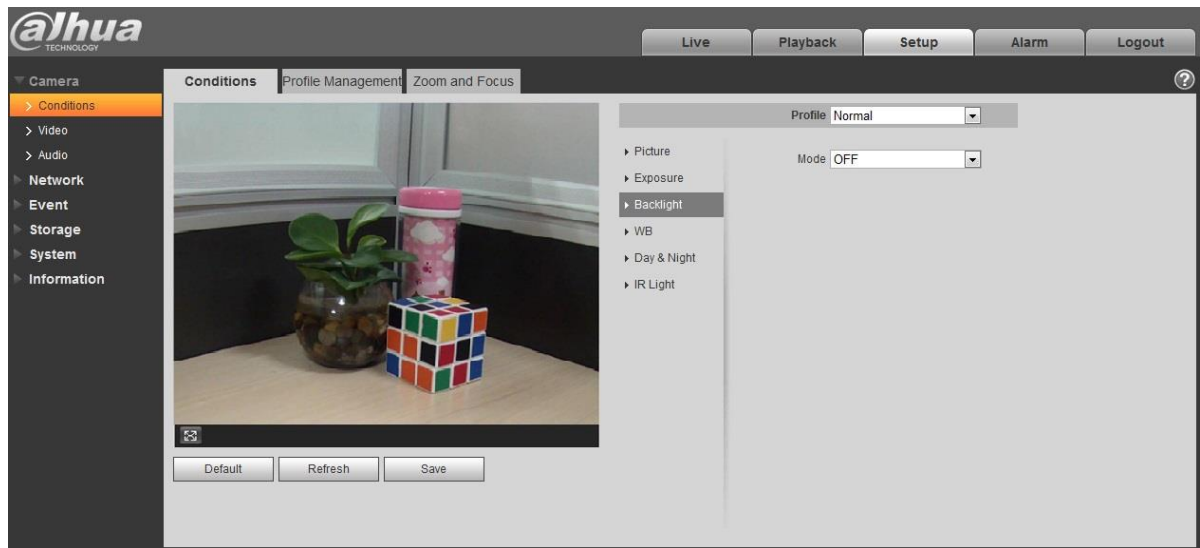 alhua
TECHNOLOGY
Live
Playback
Setup
Alarm
Logout
Camera
Conditions
Video
Audio
Network
Event
Storage
System
Information
Conditions
Profile Management
Zoom and Focus
?
Profile Normal
Picture
Exposure
Backlight
WB
Day & Night
IR Light
Mode OFF
Default
Refresh
Save